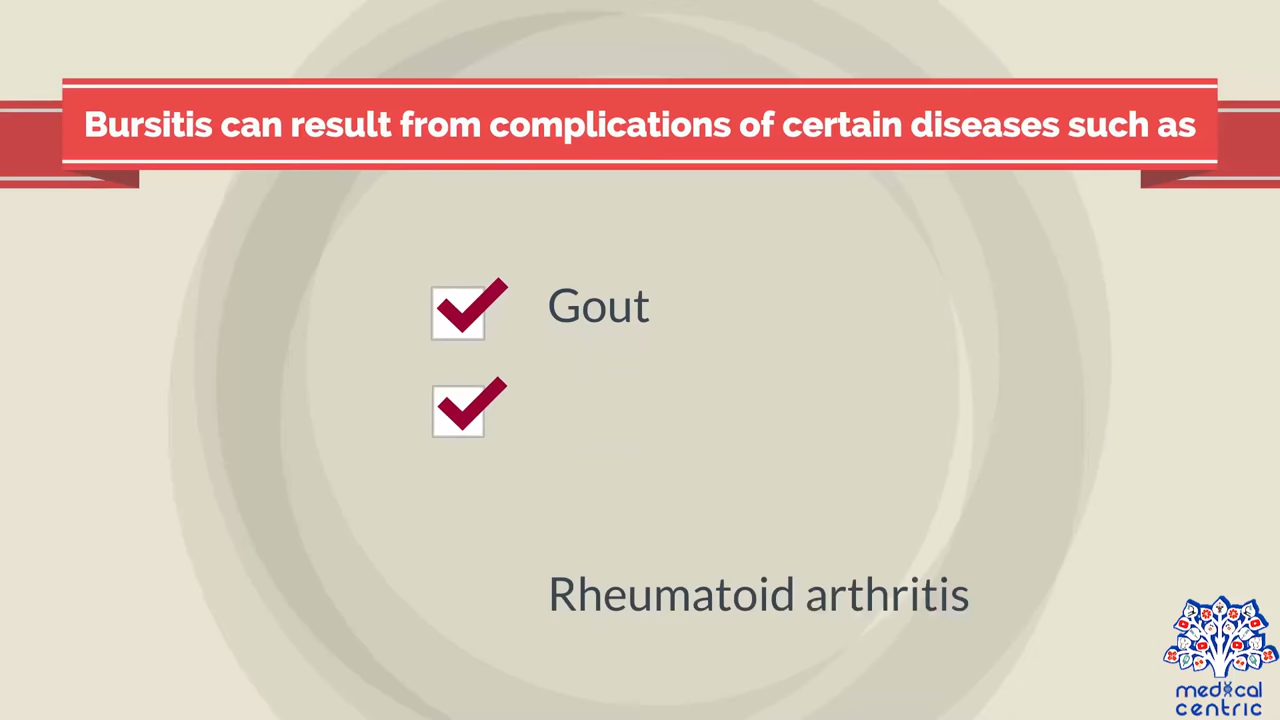 Bursitis can result from complications of certain diseases such as
Gout
Rheumatoid arthritis
medical
centric